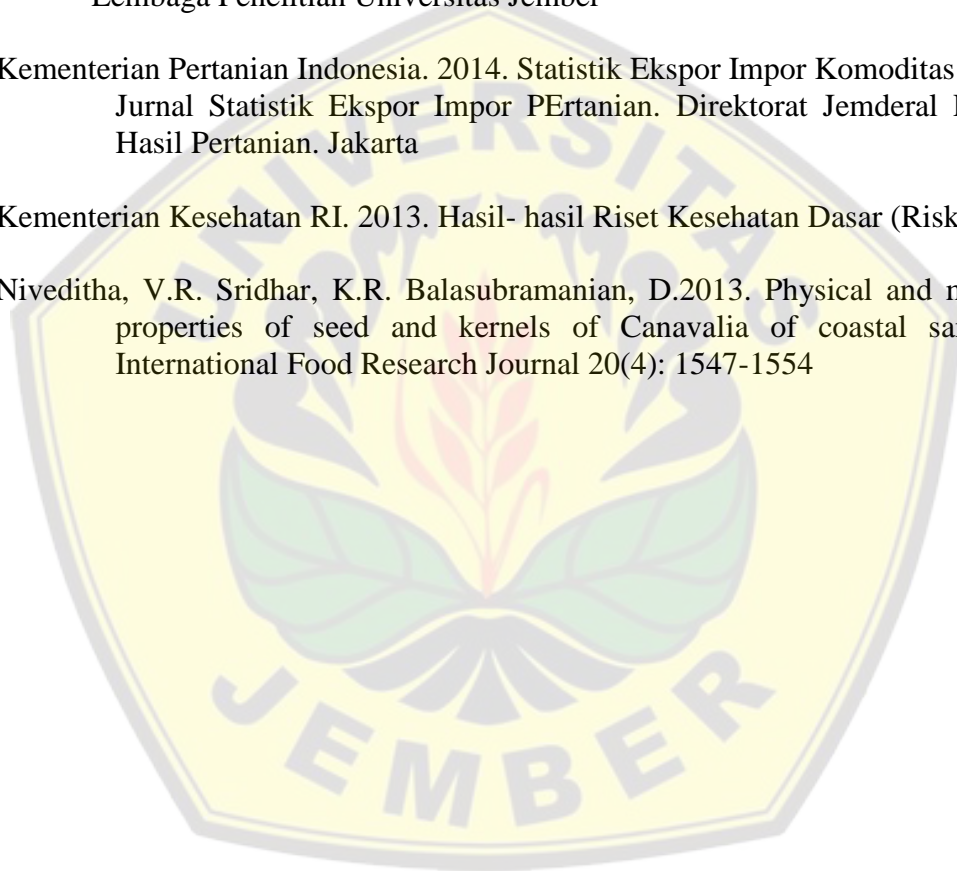 Lembaga Penelitian Universitas Jember
Kementerian Pertanian Indonesia. 2014. Statistik Ekspor Impor Komoditas
Jurnal Statistik Ekspor Impor PErtanian. Direktorat Jemderal
Hasil Pertanian. Jakarta
Kementerian Kesehatan RI. 2013. Hasil- hasil Riset Kesehatan Dasar (Risk
Niveditha, V.R. Sridhar, K.R. Balasubramanian, D.2013. Physical and
properties of seed and kernels of Canavalia of coastal
International Food Research Journal 20(4): 1547-1554
UNIVERSITAS
JEMBER